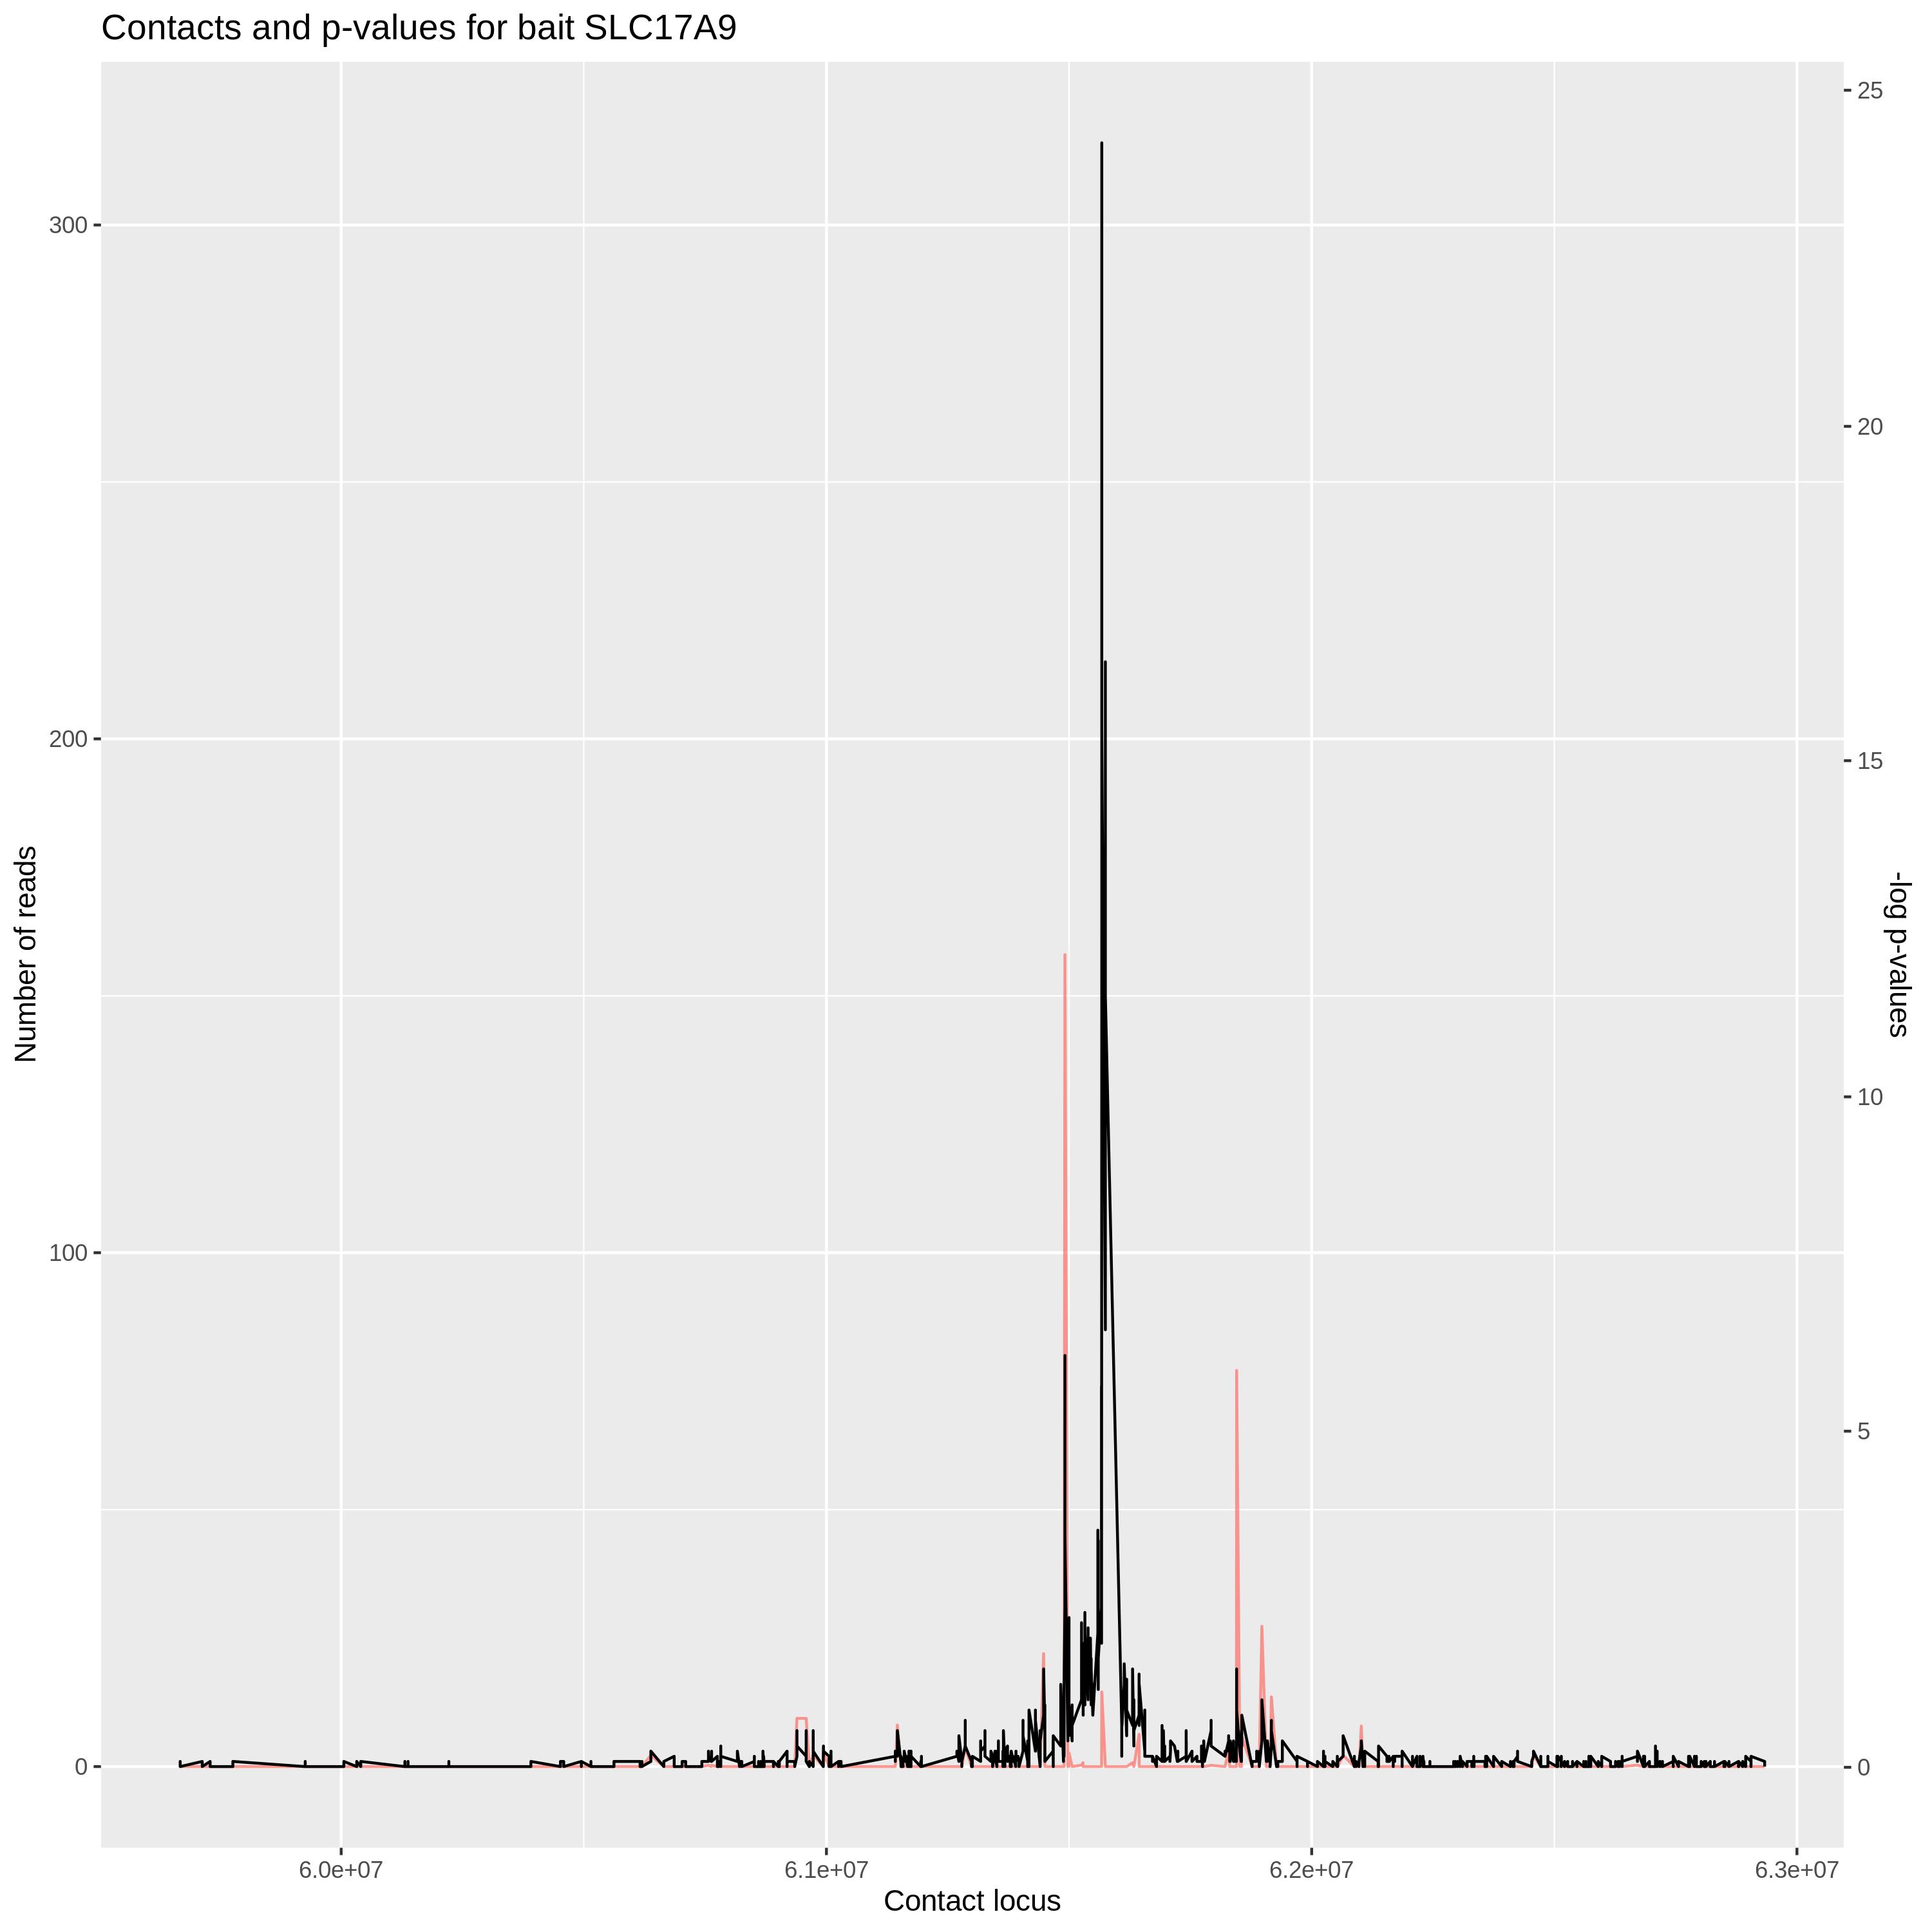 Contacts and p-values for bait SLC17A9
Number of reads
300
200
100
0
25
20
15
10
5
0
-log p-values
6.0e+07
6.1e+07
6.2e+07
6.3e+07
Contact locus